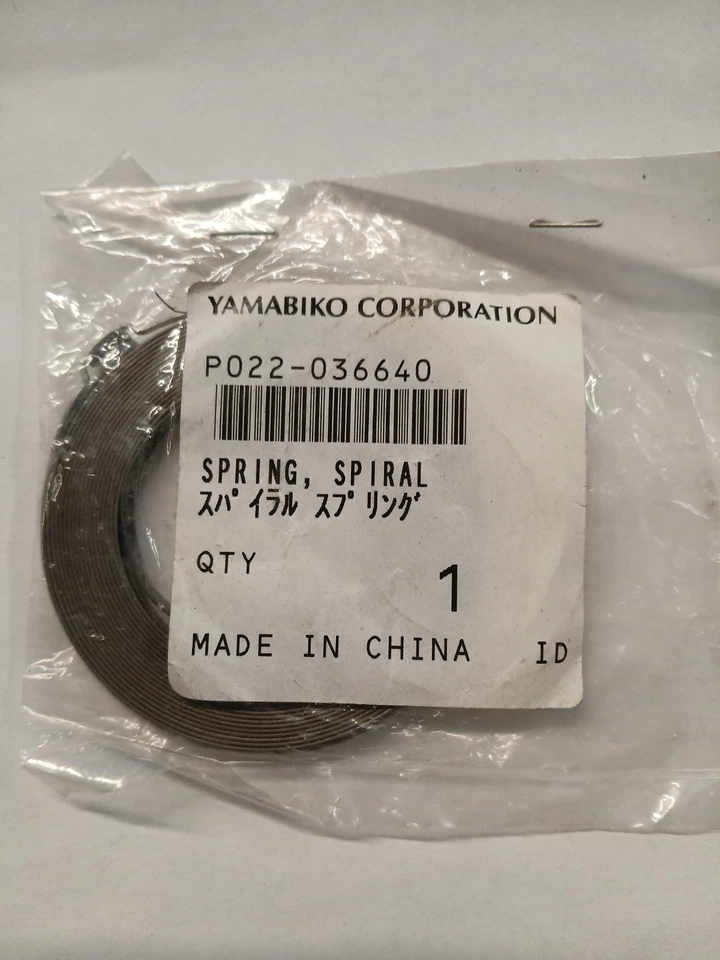 YAMABIKO CORPORATION
P022-036640
SPRING, SPIRAL
スパイラル スプリング
QTY 1
MADE IN CHINA ID